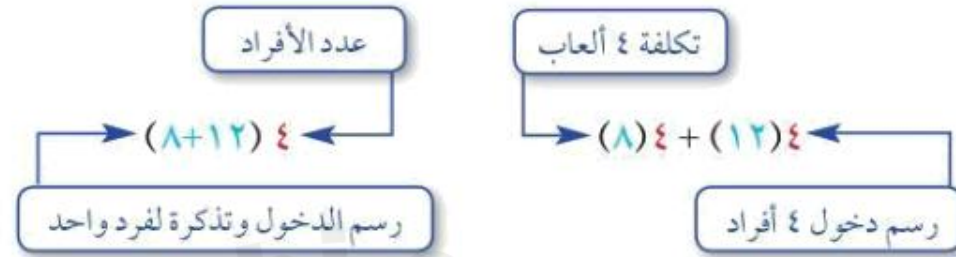 تكلفة ٤ ألعاب
عدد الأفراد
٤(١٢) + ٤(٨)
٤ (١٢+٨)
رسم دخول ٤ أفراد
رسم الدخول وتذكرة لفرد واحد